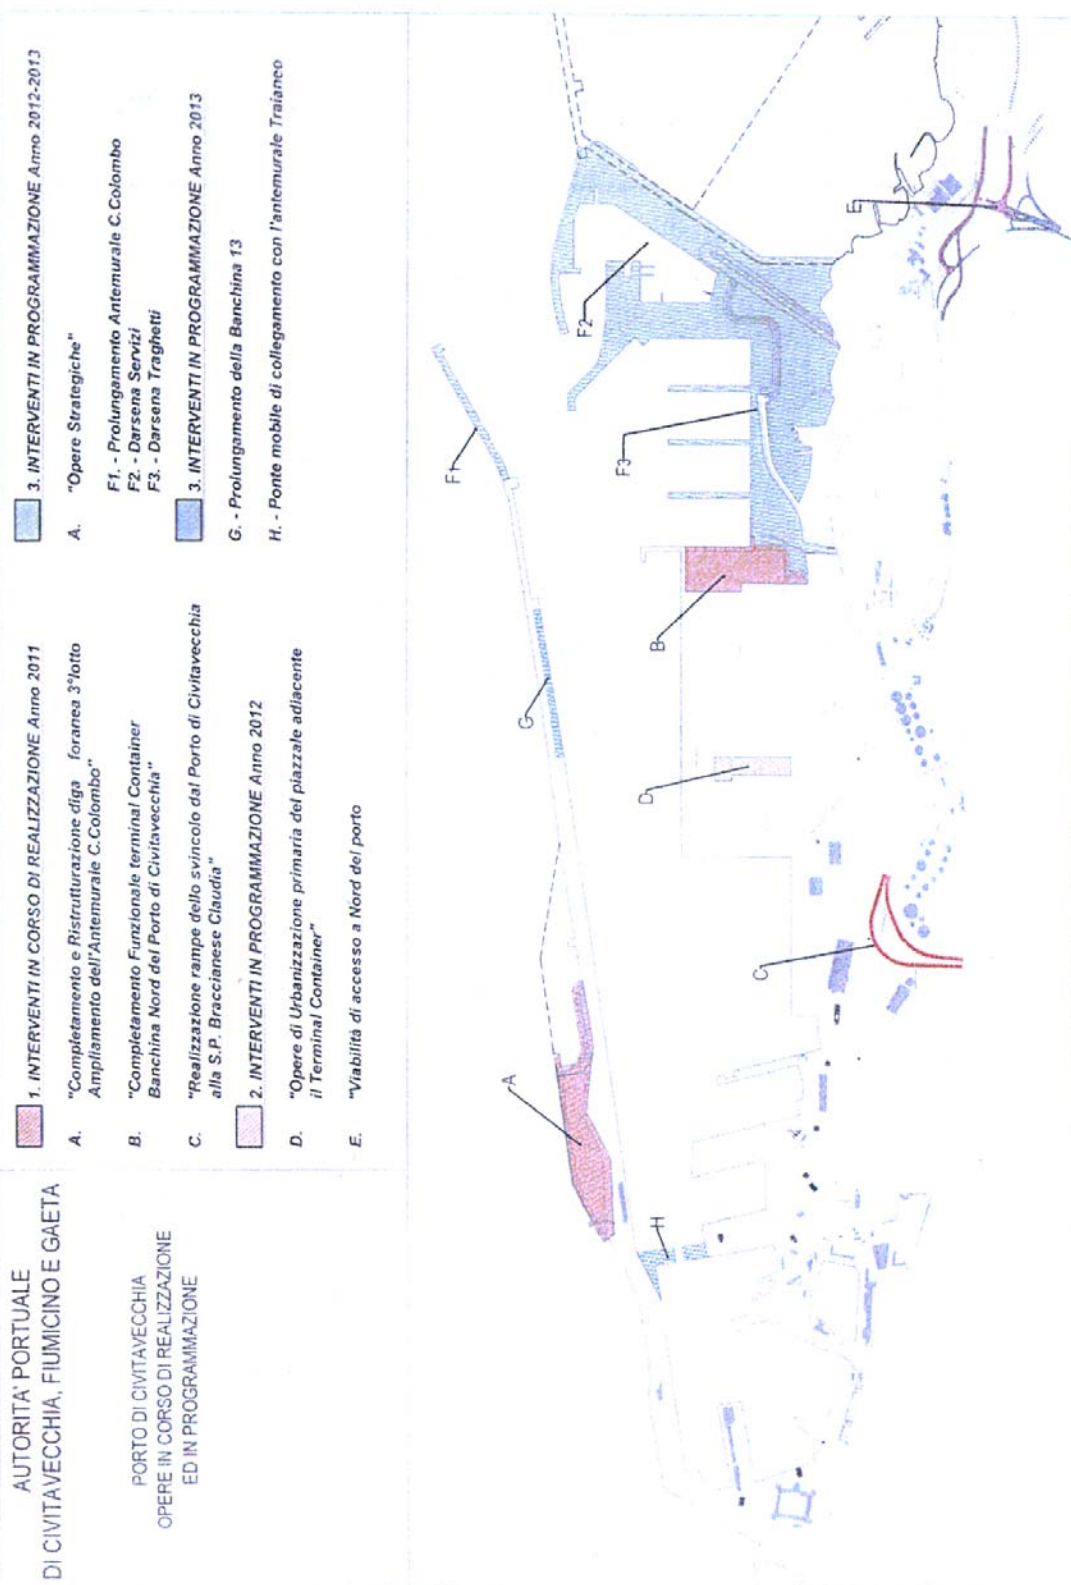 AUTORITA' PORTUALE
DI CIVITAVECCHIA, FIUMICINO E GAETA
PORTO DI CIVITAVECCHIA
OPERE IN CORSO DI REALIZZAZIONE
ED IN PROGRAMMAZIONE
1. INTERVENTI IN CORSO DI REALIZZAZIONE Anno 2011
A. "Completamento e Ristrutturazione diga foranea 3°lotto
Ampliamento dell'Antemurale C.Colombo"
B. "Completamento Funzionale terminal Container
Banchina Nord del Porto di Civitavecchia"
C. "Realizzazione rampe dello svincolo dal Porto di Civitavecchia
alla S.P. Braccianese Claudia"
2. INTERVENTI IN PROGRAMMAZIONE Anno 2012
D. "Opere di Urbanizzazione primaria del piazzale adiacente
il Terminal Container"
E. "Viabilità di accesso a Nord del porto
3. INTERVENTI IN PROGRAMMAZIONE Anno 2012-2013
A. "Opere Strategiche"
F1. - Prolungamento Antemurale C.Colombo
F2. - Darsena Servizi
F3. - Darsena Traghetti
3. INTERVENTI IN PROGRAMMAZIONE Anno 2013
G. - Prolungamento della Banchina 13
H. - Ponte mobile di collegamento con l'antemurale Traianeo
H
A
C
G
D
B
F1
F3
F2
E